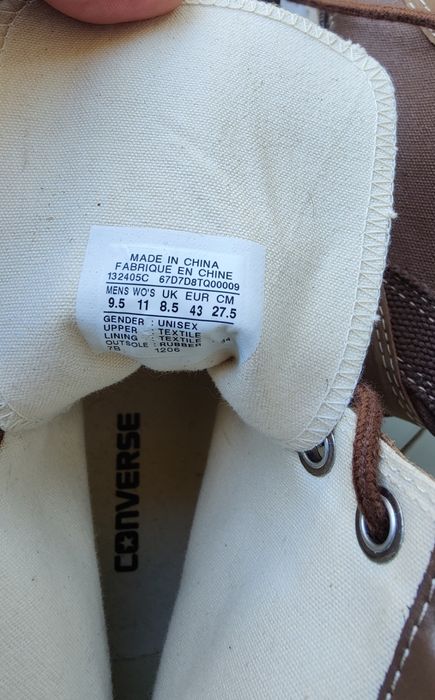 MADE IN CHINA
FABRIQUE EN CHINE
132405C 67D7D8TQ00009
MENS WO'S UK EUR CM
9.5 11 8.5 43 27.5
GENDER : UNISEX
UPPER : TEXTILE
LINING : TEXTILE
OUTSOLE : RUBBER
7B 1206
CONVERSE